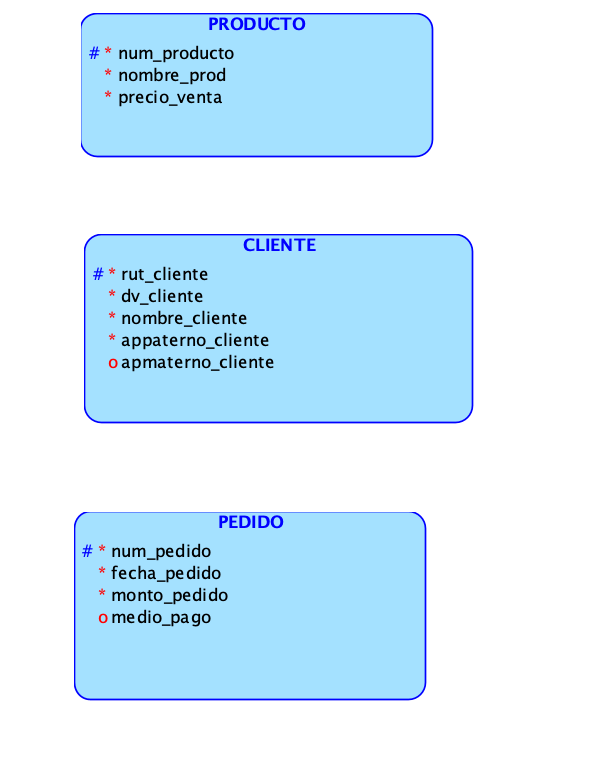 PRODUCTO
# * num_producto
* nombre_prod
* precio_venta
CLIENTE
# * rut_cliente
* dv_cliente
* nombre_cliente
* appaterno_cliente
o apmaterno_cliente
PEDIDO
# * num_pedido
* fecha_pedido
* monto_pedido
o medio_pago